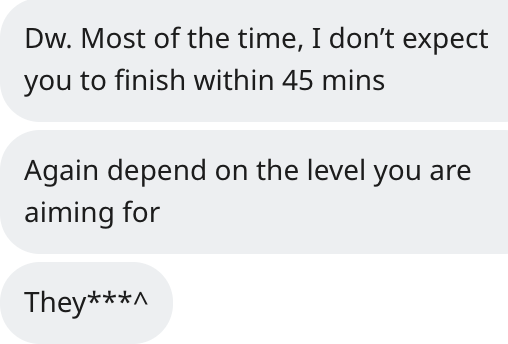 Dw. Most of the time, I don’t expect
you to finish within 45 mins
Again depend on the level you are
aiming for
They***^